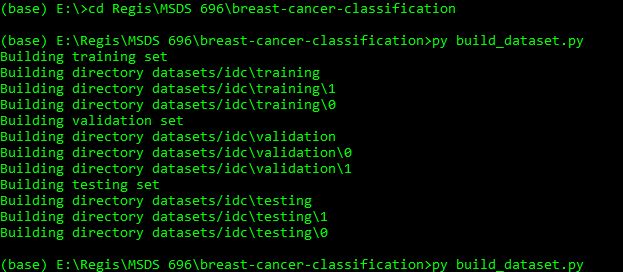 (base) E:\>cd Regis\MSDS 696\breast-cancer-classification
(base) E:\Regis\MSDS 696\breast-cancer-classification>py build_dataset.py
Building training set
Building directory datasets/idc\training
Building directory datasets/idc\training\1
Building directory datasets/idc\training\0
Building validation set
Building directory datasets/idc\validation
Building directory datasets/idc\validation\0
Building directory datasets/idc\validation\1
Building testing set
Building directory datasets/idc\testing
Building directory datasets/idc\testing\1
Building directory datasets/idc\testing\0
(base) E:\Regis\MSDS 696\breast-cancer-classification>py build_dataset.py